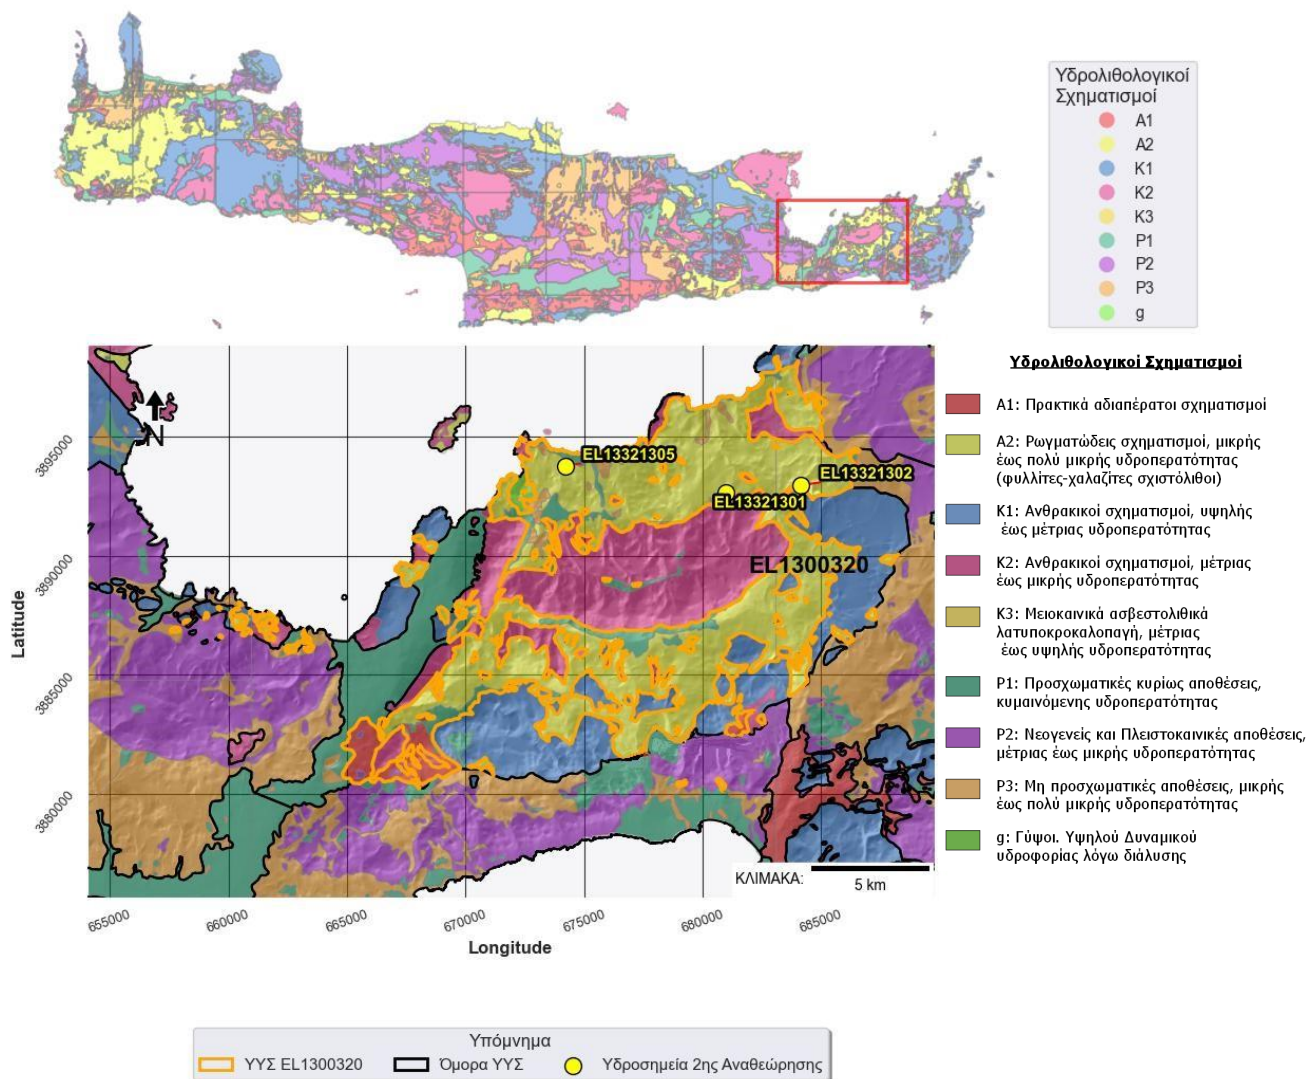 Υδρολιθολογικοί
Σχηματισμοί
A1
A2
K1
K2
K3
P1
P2
P3
g
Υδρολιθολογικοί Σχηματισμοί
A1: Πρακτικά αδιαπέρατοι σχηματισμοί
A2: Ρωγματώδεις σχηματισμοί, μικρής
έως πολύ μικρής υδροπερατότητας
(φυλλίτες-χαλαζίτες σχιστόλιθοι)
K1: Ανθρακικοί σχηματισμοί, υψηλής
έως μέτριας υδροπερατότητας
K2: Ανθρακικοί σχηματισμοί, μέτριας
έως μικρής υδροπερατότητας
K3: Μειοκαινικά ασβεστολιθικά
λατυποκροκαλοπαγή, μέτριας
έως υψηλής υδροπερατότητας
P1: Προσχωματικές κυρίως αποθέσεις,
κυμαινόμενης υδροπερατότητας
P2: Νεογενείς και Πλειστοκαινικές αποθέσεις,
μέτριας έως μικρής υδροπερατότητας
P3: Μη προσχωματικές αποθέσεις, μικρής
έως πολύ μικρής υδροπερατότητας
g: Γύψοι. Υψηλού Δυναμικού
υδροφορίας λόγω διάλυσης
N
EL13321305
EL13321302
EL13321301
EL1300320
Latitude
3895000
3890000
3885000
3880000
ΚΛΙΜΑΚΑ:
5 km
655000
660000
665000
670000
675000
680000
685000
Longitude
Υπόμνημα
ΥΥΣ EL1300320
Όμορα ΥΥΣ
Υδροσημεία 2ης Αναθεώρησης